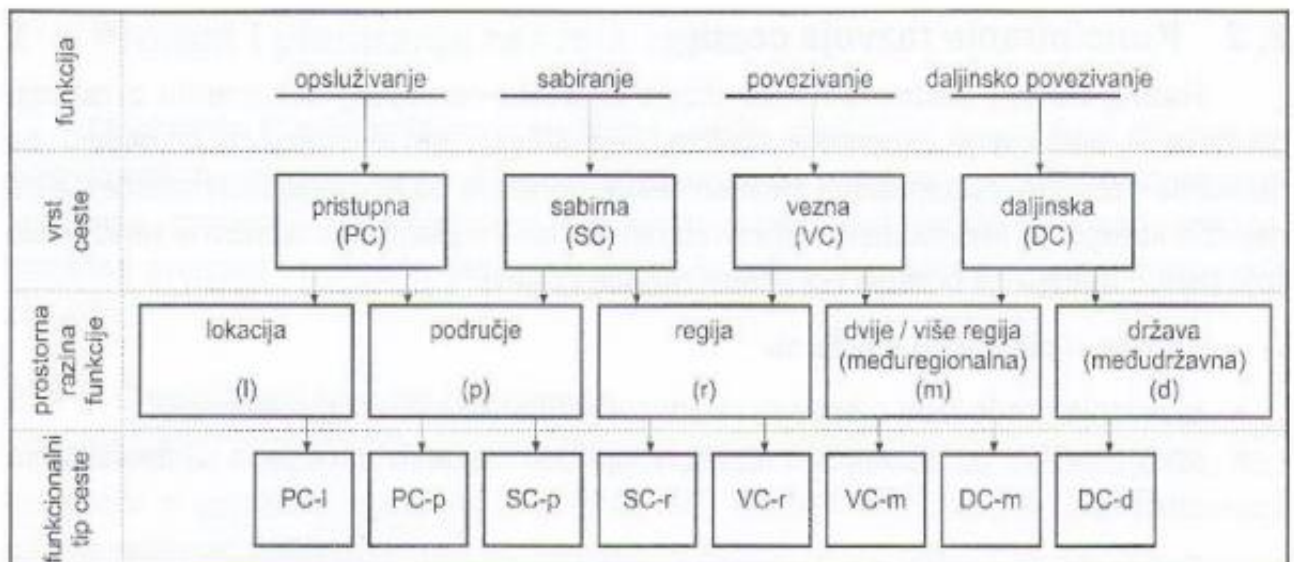 funkcija
opsluživanje sabiranje povezivanje daljinsko povezivanje
vrst
ceste
pristupna
(PC)
sabirna
(SC)
vezna
(VC)
daljinska
(DC)
prostorna
razina
funkcije
lokacija
(l)
područje
(p)
regija
(r)
dvije / više regija
(međuregionalna)
(m)
država
(međudržavna)
(d)
funkcionalni
tip ceste
PC-l PC-p SC-p SC-r VC-r VC-m DC-m DC-d